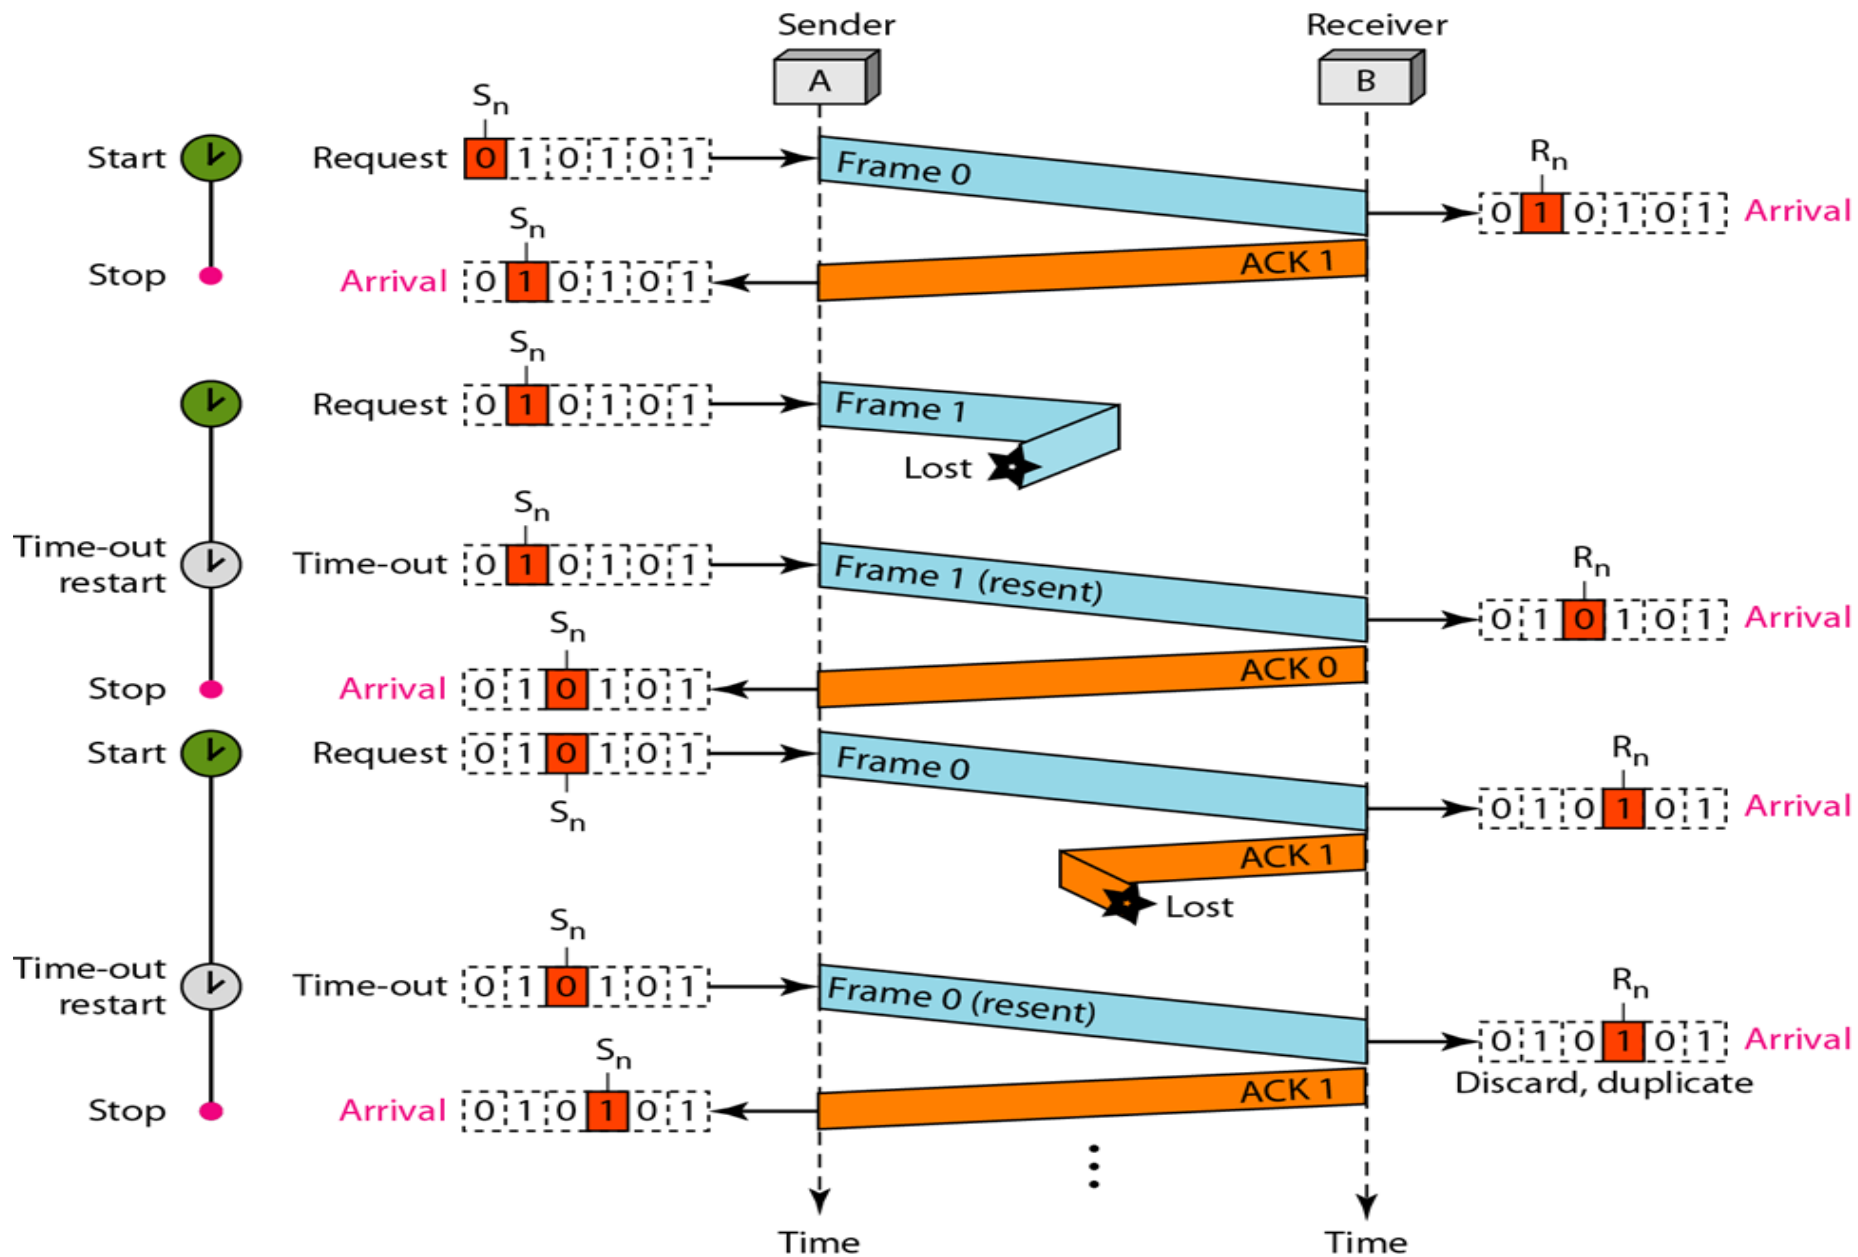 Sender Receiver
A B
Sn
Start Request 0 1 0 1 0 1 Frame 0
Rn
0 1 0 1 0 1 Arrival
Sn
Stop Arrival 0 1 0 1 0 1 ACK 1
Sn
Request 0 1 0 1 0 1 Frame 1
Lost
Sn
Time-out
restart
Time-out 0 1 0 1 0 1 Frame 1 (resent)
Rn
0 1 0 1 0 1 Arrival
Sn
Stop Arrival 0 1 0 1 0 1 ACK 0
Start Request 0 1 0 1 0 1 Frame 0
Sn
Rn
0 1 0 1 0 1 Arrival
ACK 1
Lost
Sn
Time-out
restart
Time-out 0 1 0 1 0 1 Frame 0 (resent)
Rn
0 1 0 1 0 1 Arrival
Discard, duplicate
Sn
Stop Arrival 0 1 0 1 0 1 ACK 1
Time Time